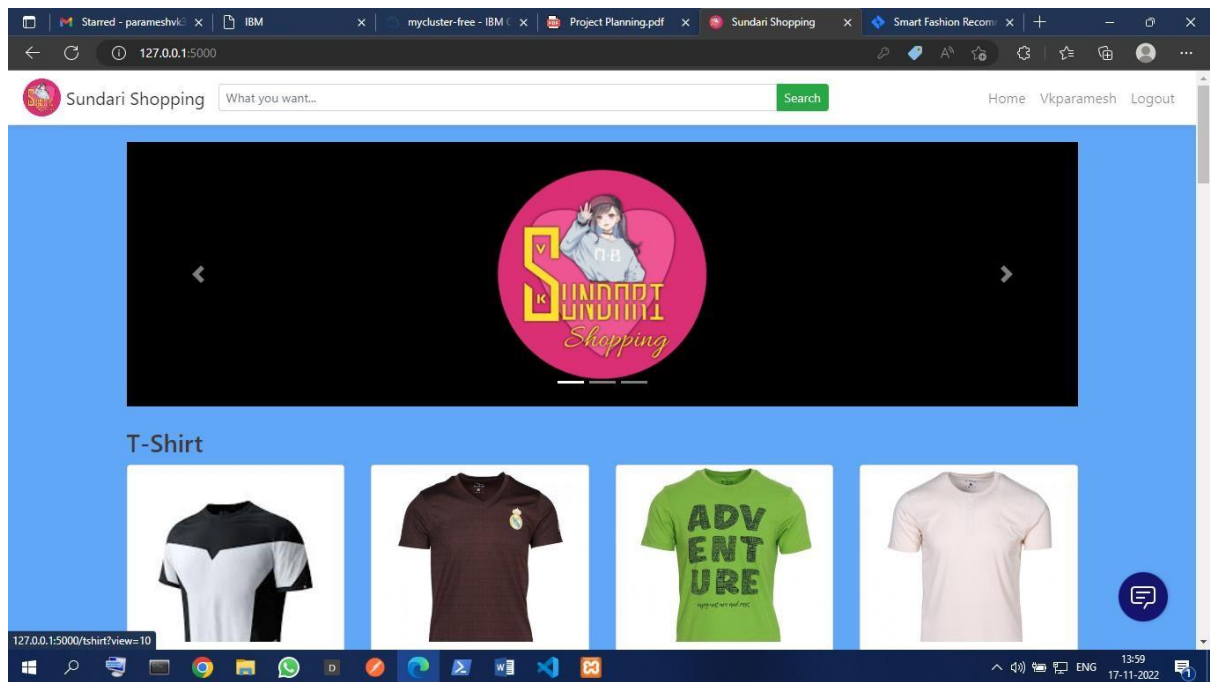 Starred - parameshvk3
IBM
mycluster-free - IBM C
Project Planning.pdf
Sundari Shopping
Smart Fashion Recom
127.0.0.1:5000
Sundari Shopping
What you want...
Search
Home
Vkparamesh
Logout
V
K
SUNDARI
Shopping
T-Shirt
ADV
ENT
URE
127.0.0.1:5000/tshirt?view=10
ENG
13:59
17-11-2022
1